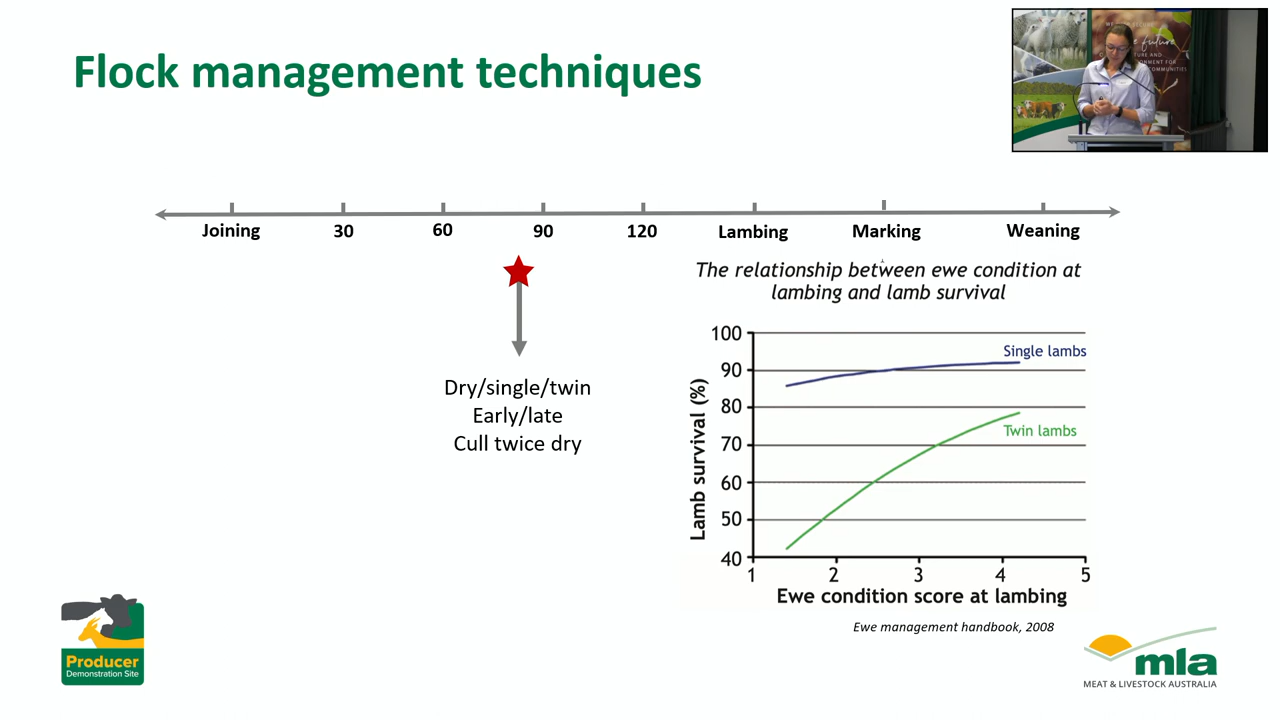 Flock management techniques
Joining 30 60 90 120 Lambing Marking Weaning
Dry/single/twin
Early/late
Cull twice dry
The relationship between ewe condition at
lambing and lamb survival
Lamb survival (%)
100
90
80
70
60
50
40
Single lambs
Twin lambs
1 2 3 4 5
Ewe condition score at lambing
Ewe management handbook, 2008
Producer
Demonstration Site
mla
MEAT & LIVESTOCK AUSTRALIA
future